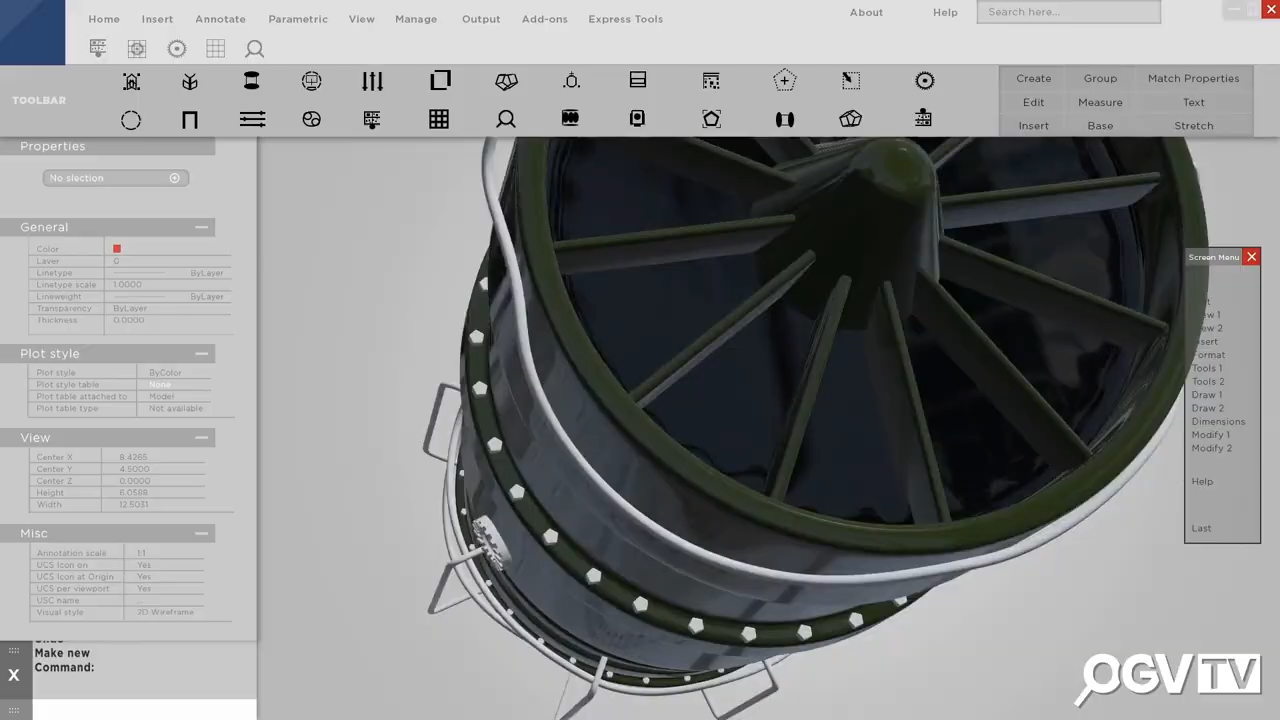 Home Insert Annotate Parametric View Manage Output Add-ons Express Tools About Help Search here...
TOOLBAR
Create Group Match Properties
Edit Measure Text
Insert Base Stretch
Properties
No slection
General
Color
Layer G
Linetype ByLayer
Linetype scale 1.0000
Lineweight ByLayer
Transparency ByLayer
Thickness 0.0000
Plot style
Plot style ByColor
Plot style table None
Plot table attached to Model
Plot table type Not available
View
Center X 8.4265
Center Y 4.5000
Center Z 0.0000
Height 6.0588
Width 12.5031
Misc
Annotation scale 1:1
UCS Icon on Yes
UCS Icon at Origin Yes
UCS per viewport Yes
USC name
Visual style 2D Wireframe
Make new
Command:
X
Screen Menu
Format
Tools 1
Tools 2
Draw 1
Draw 2
Dimensions
Modify 1
Modify 2
Help
Last
OGVTV